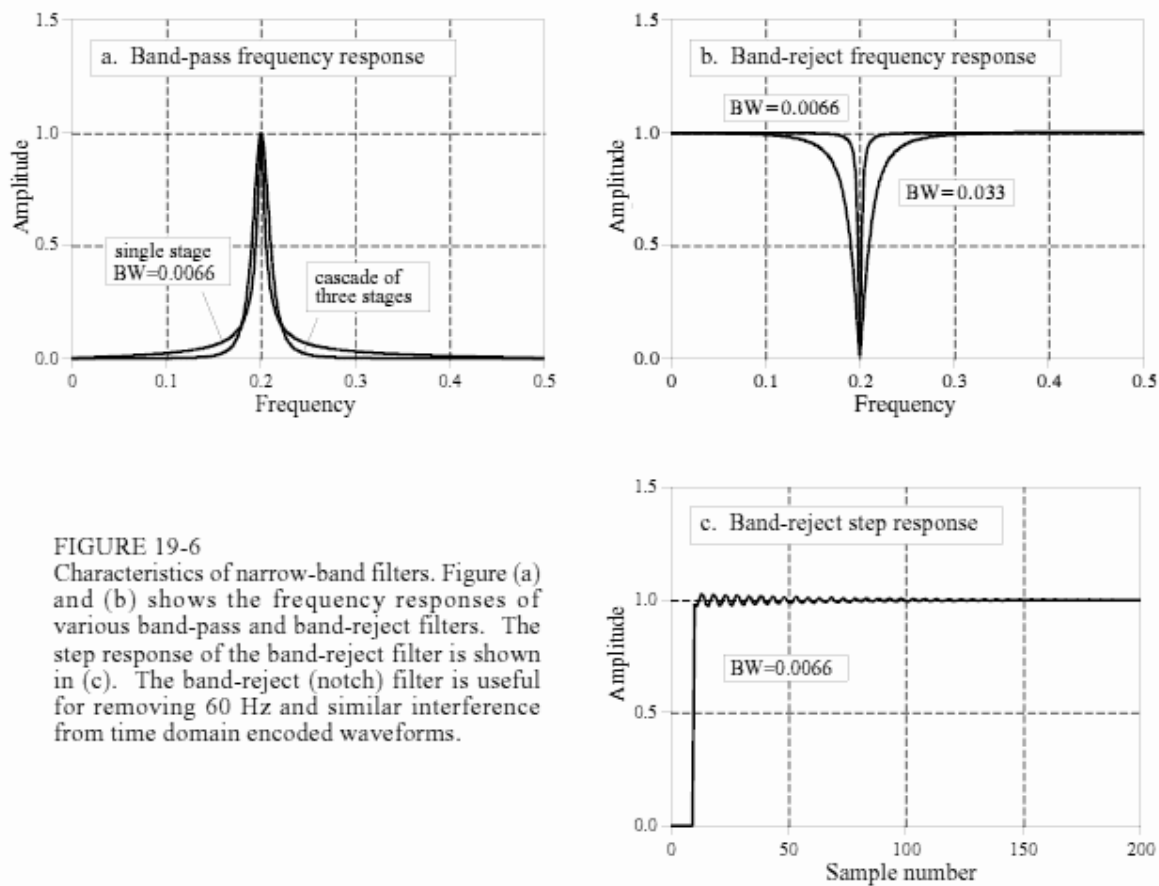 1.5
a. Band-pass frequency response
1.0
Amplitude
0.5
single stage
BW=0.0066
cascade of
three stages
0.0
0
0.1
0.2
0.3
0.4
0.5
Frequency
1.5
b. Band-reject frequency response
BW=0.0066
1.0
Amplitude
BW=0.033
0.5
0.0
0
0.1
0.2
0.3
0.4
0.5
Frequency
FIGURE 19-6
Characteristics of narrow-band filters. Figure (a)
and (b) shows the frequency responses of
various band-pass and band-reject filters. The
step response of the band-reject filter is shown
in (c). The band-reject (notch) filter is useful
for removing 60 Hz and similar interference
from time domain encoded waveforms.
1.5
c. Band-reject step response
1.0
Amplitude
BW=0.0066
0.5
0.0
0
50
100
150
200
Sample number